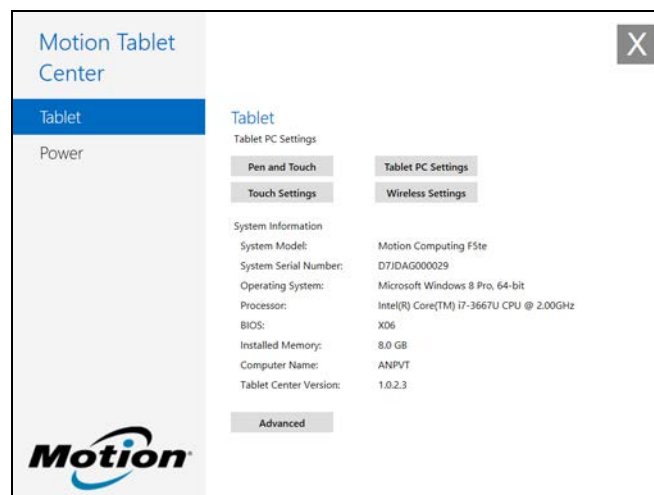 Motion Tablet
Center
X
Tablet
Power
Tablet
Tablet PC Settings
Pen and Touch
Tablet PC Settings
Touch Settings
Wireless Settings
System Information
System Model: Motion Computing F5te
System Serial Number: D7JDAG000029
Operating System: Microsoft Windows 8 Pro, 64-bit
Processor: Intel(R) Core(TM) i7-3667U CPU @ 2.00GHz
BIOS: X06
Installed Memory: 8.0 GB
Computer Name: ANPVT
Tablet Center Version: 1.0.2.3
Advanced
Motion